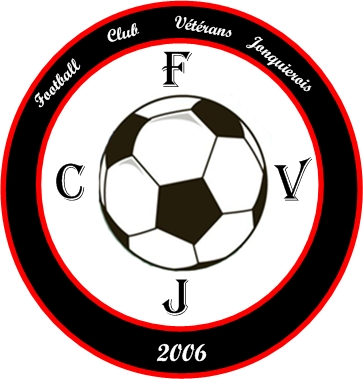 Football Club Vétérans Jonquierois
F
C V
J
2006